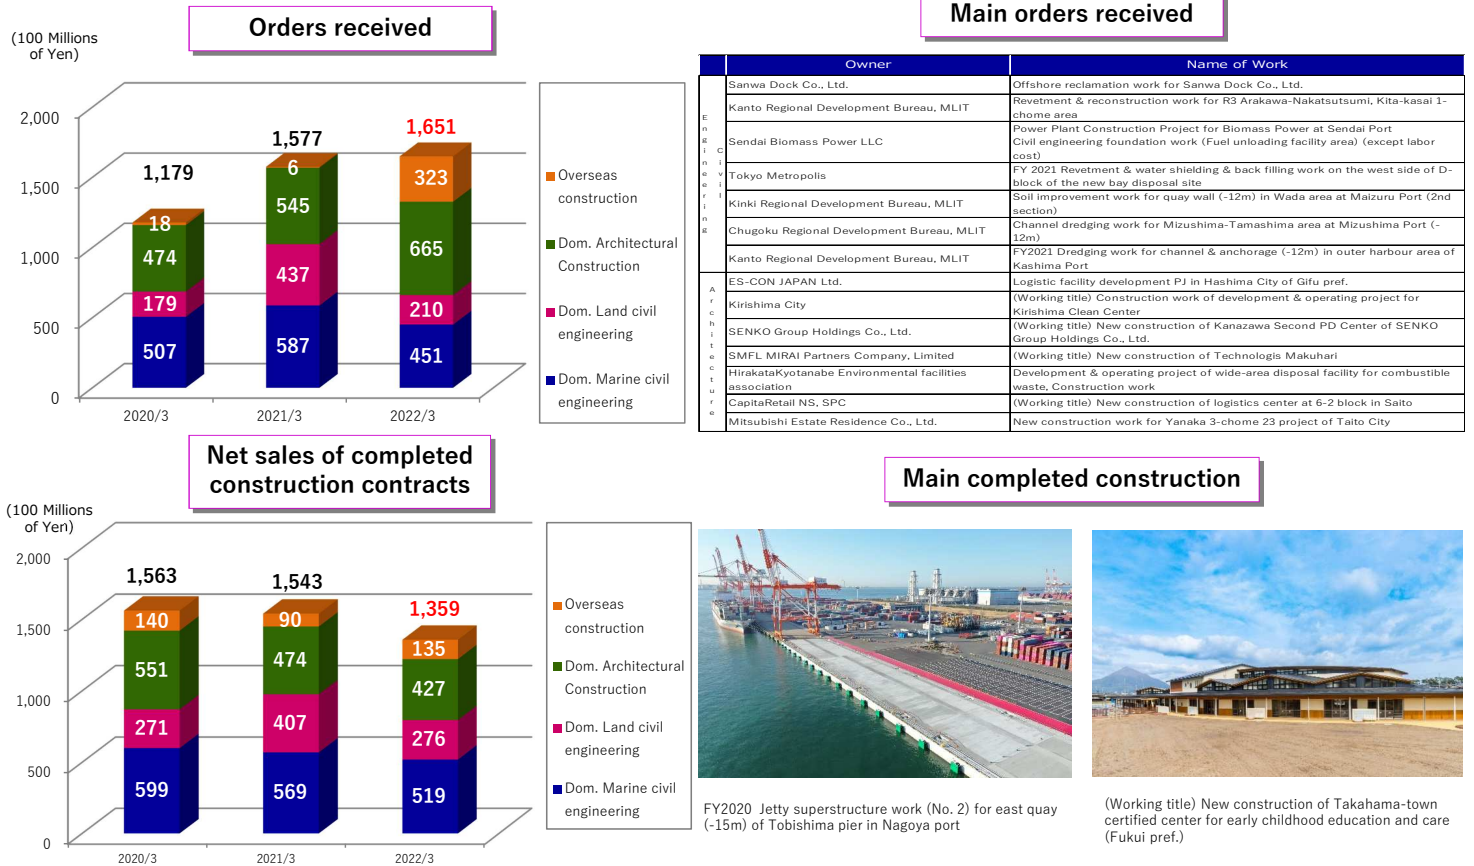 Orders received
(100 Millions
of Yen)
2,000
1,500
1,000
500
0
1,179
18
474
179
507
1,577
6
545
437
587
1,651
323
665
210
451
2020/3
2021/3
2022/3
Overseas
construction
Dom. Architectural
Construction
Dom. Land civil
engineering
Dom. Marine civil
engineering
Main orders received
Owner Name of Work
Civil Engineering
Sanwa Dock Co., Ltd. Offshore reclamation work for Sanwa Dock Co., Ltd.
Kanto Regional Development Bureau, MLIT Revetment & reconstruction work for R3 Arakawa-Nakatsutsumi, Kita-kasai 1-
chome area
Sendai Biomass Power LLC Power Plant Construction Project for Biomass Power at Sendai Port
Civil engineering foundation work (Fuel unloading facility area) (except labor
cost)
Tokyo Metropolis FY 2021 Revetment & water shielding & back filling work on the west side of D-
block of the new bay disposal site
Kinki Regional Development Bureau, MLIT Soil improvement work for quay wall (-12m) in Wada area at Maizuru Port (2nd
section)
Chugoku Regional Development Bureau, MLIT Channel dredging work for Mizushima-Tamashima area at Mizushima Port (-
12m)
Kanto Regional Development Bureau, MLIT FY2021 Dredging work for channel & anchorage (-12m) in outer harbour area of
Kashima Port
Architecture
ES-CON JAPAN Ltd. Logistic facility development PJ in Hashima City of Gifu pref.
Kirishima City (Working title) Construction work of development & operating project for
Kirishima Clean Center
SENKO Group Holdings Co., Ltd. (Working title) New construction of Kanazawa Second PD Center of SENKO
Group Holdings Co., Ltd.
SMFL MIRAI Partners Company, Limited (Working title) New construction of Technologis Makuhari
HirakataKyotanabe Environmental facilities
association
Development & operating project of wide-area disposal facility for combustible
waste, Construction work
CapitaRetail NS, SPC (Working title) New construction of logistics center at 6-2 block in Saito
Mitsubishi Estate Residence Co., Ltd. New construction work for Yanaka 3-chome 23 project of Taito City
Net sales of completed
construction contracts
(100 Millions
of Yen)
2,000
1,500
1,000
500
0
1,563
140
551
271
599
1,543
90
474
407
569
1,359
135
427
276
519
2020/3
2021/3
2022/3
Overseas
construction
Dom. Architectural
Construction
Dom. Land civil
engineering
Dom. Marine civil
engineering
Main completed construction
FY2020 Jetty superstructure work (No. 2) for east quay
(-15m) of Tobishima pier in Nagoya port
(Working title) New construction of Takahama-town
certified center for early childhood education and care
(Fukui pref.)